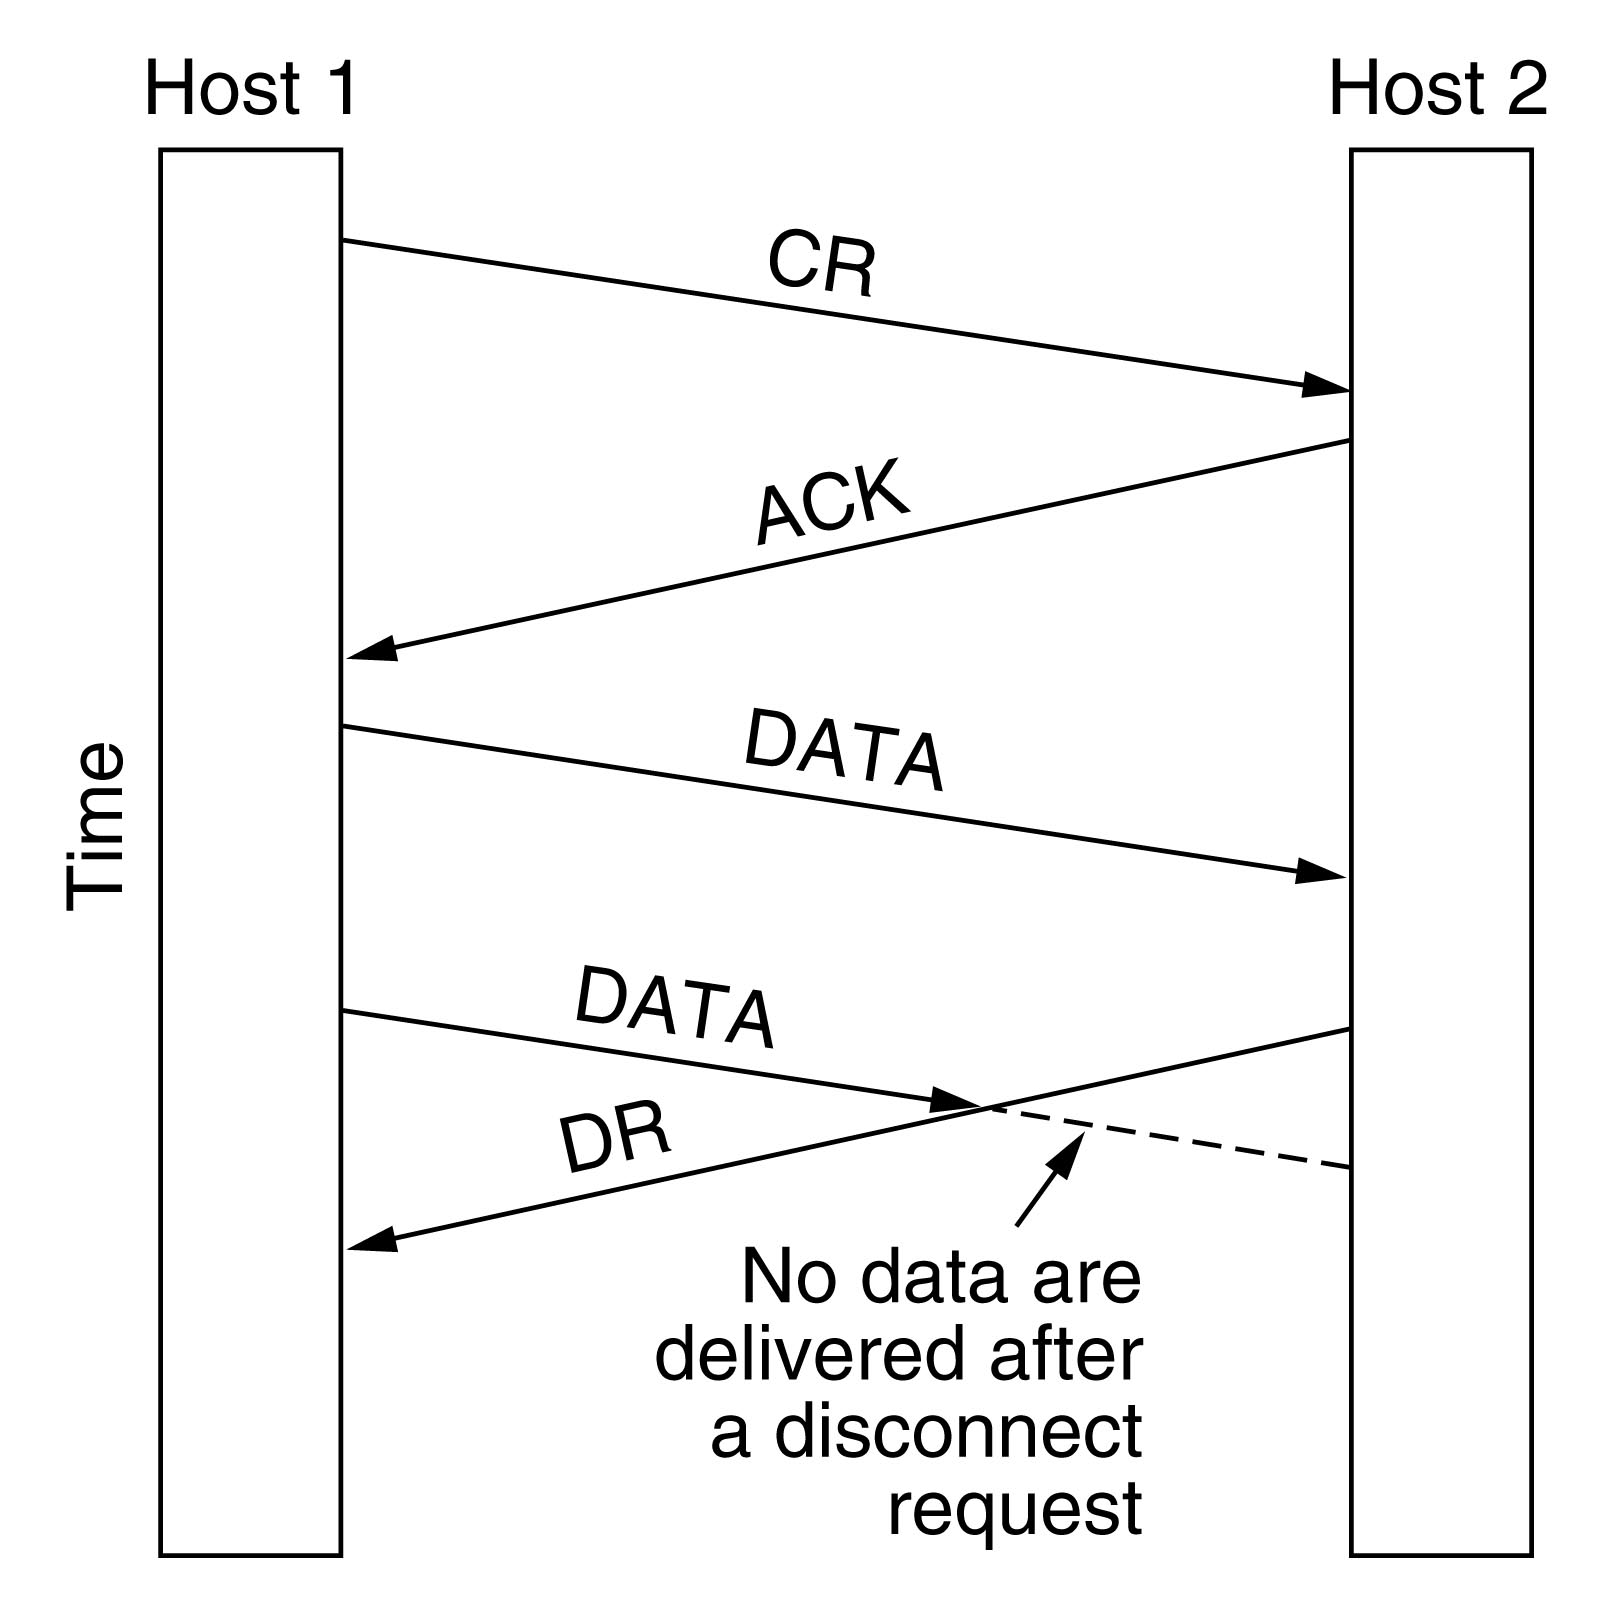 Host 1
Host 2
CR
ACK
Time
DATA
DATA
DR
No data are
delivered after
a disconnect
request